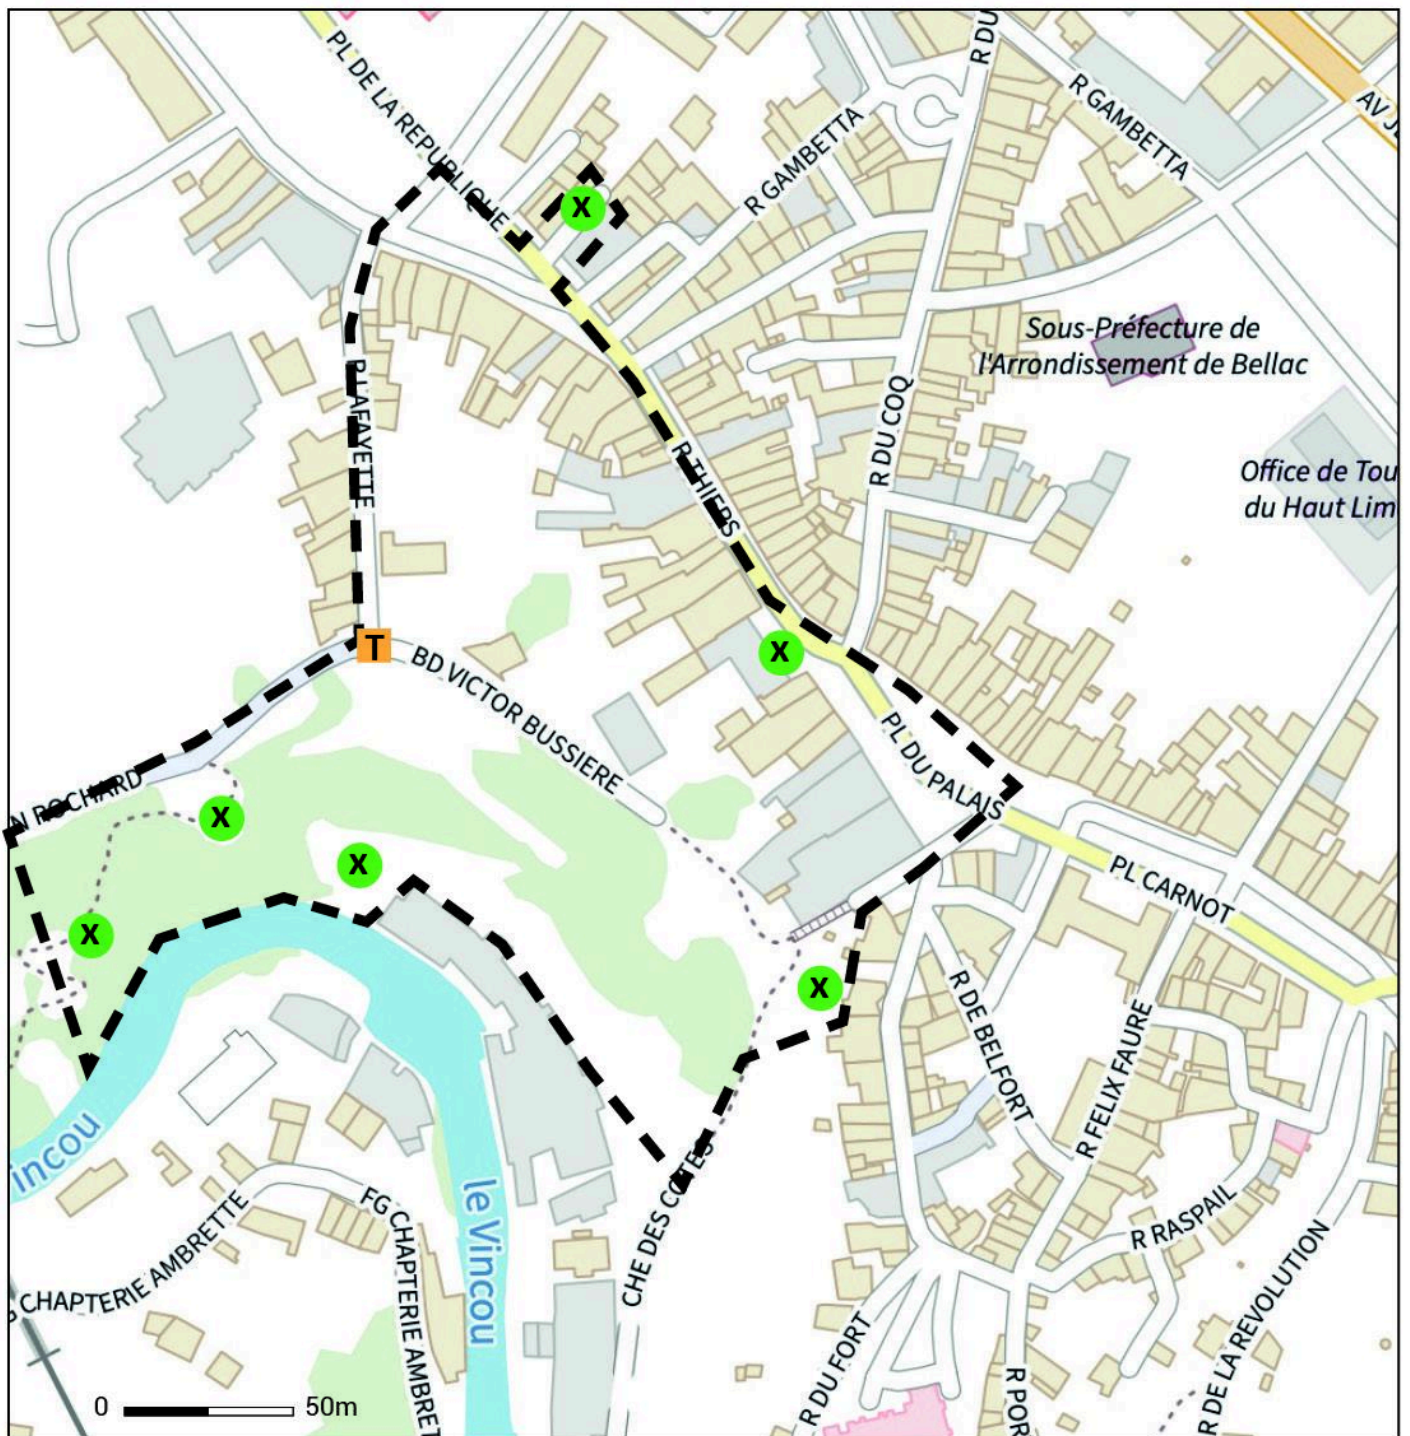 PL DE LA REPUBLIQUE
R DU
R GAMBETTA
AV J
X
R GAMBETTA
Sous-Préfecture de
l'Arrondissement de Bellac
R LAFAYETTE
R DU COQ
R THIERS
Office de Tou
du Haut Lim
T
X
BD VICTOR BUSSIERE
PL DU PALAIS
N ROCHARD
X
X
PL CARNOT
X
X
R DE BELFORT
R FELIX FAURE
incou
le Vincou
CHE DES COTES
FG CHAPTERIE AMBRET
G CHAPTERIE AMBRETTE
R RASPAIL
R DE LA REVOLUTION
R DU FORT
R POR
0 50m